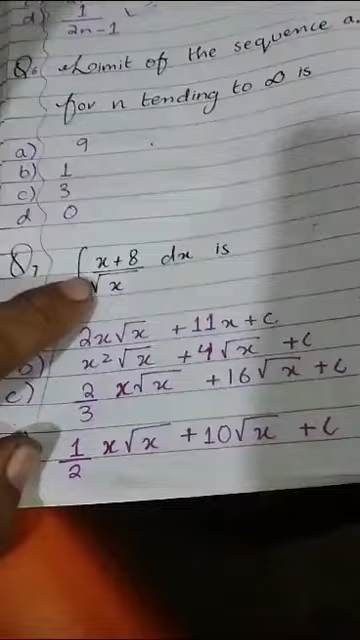 d) 1/2n-1
Q6 Limit of the sequence a
for n tending to ∞ is
a) 9
b) 1
c) 3
d 0
Q7 ∫ x+8/√x dx is
2x√x + 11x + c
b) x2√x + 4√x + c
c) 2/3 x√x + 16√x + c
1/2 x√x + 10√x + c